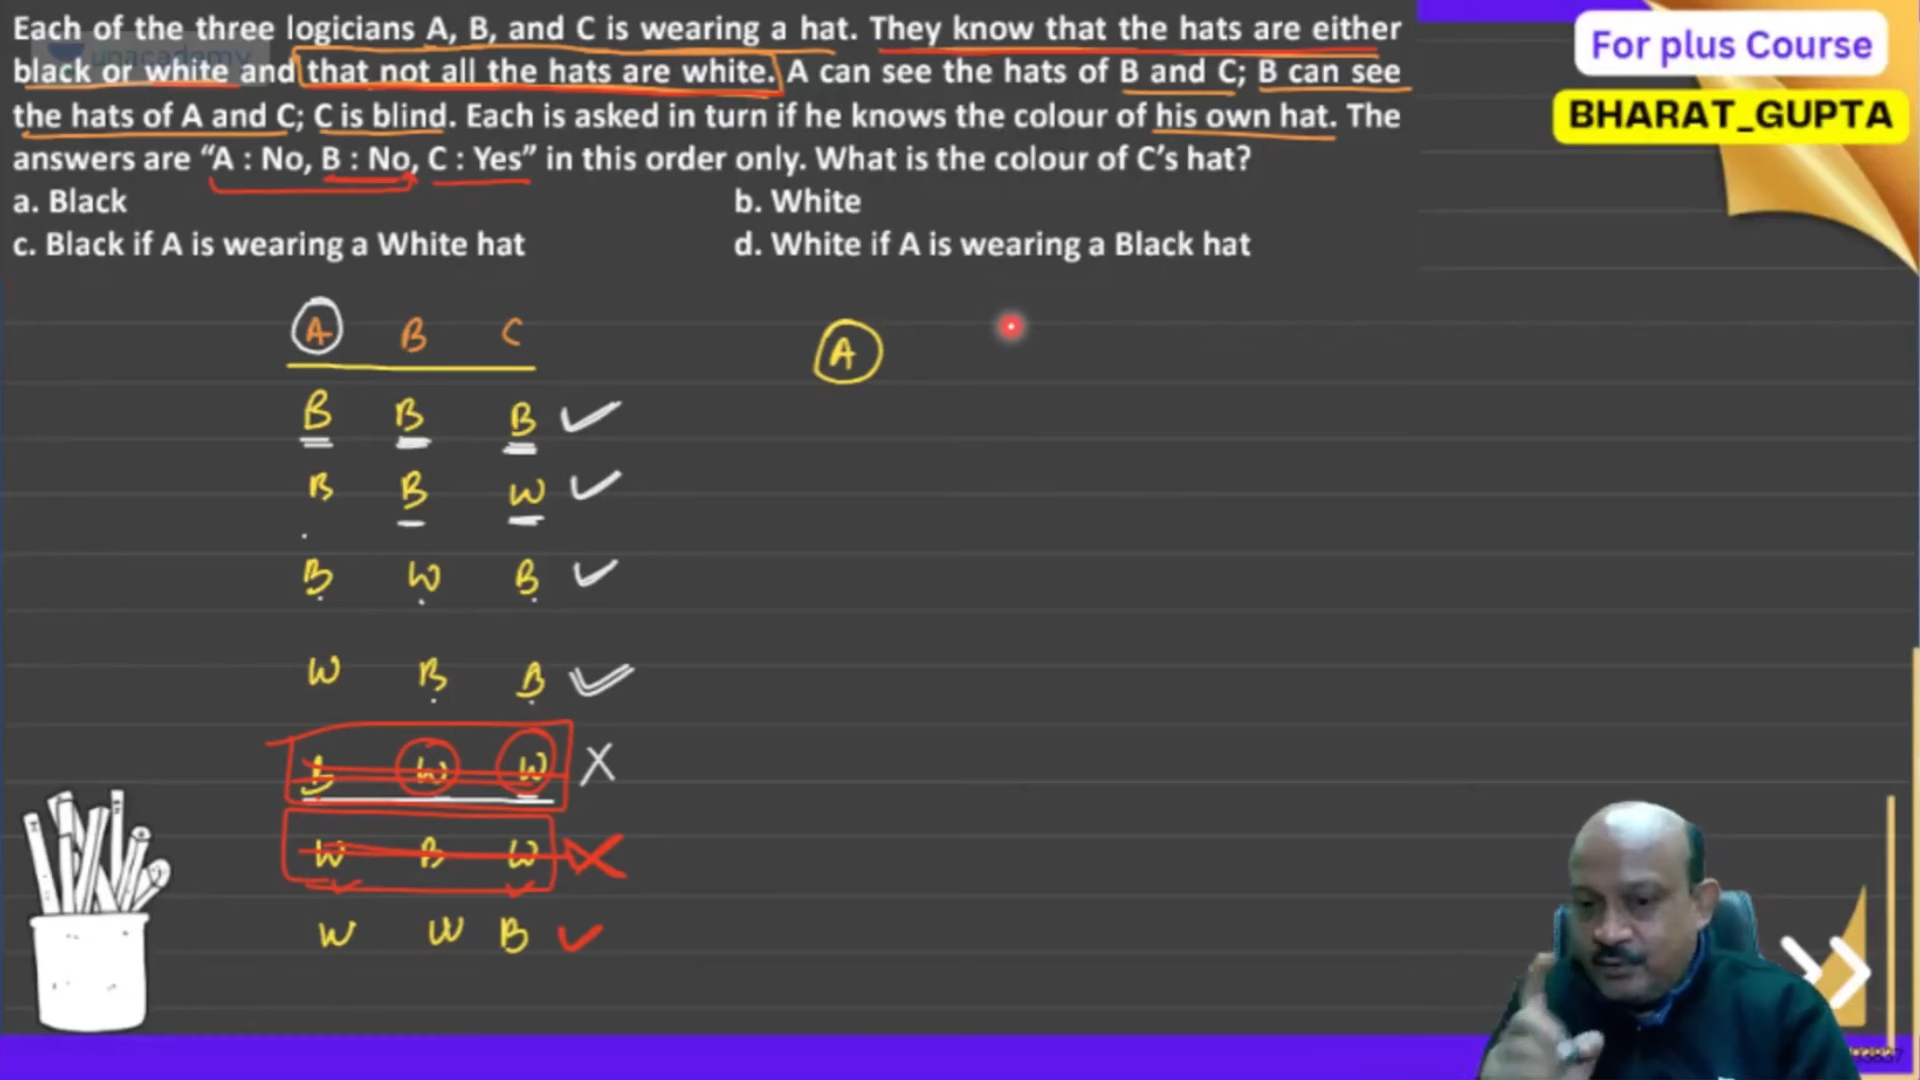 Each of the three logicians A, B, and C is wearing a hat. They know that the hats are either
black or white and that not all the hats are white. A can see the hats of B and C; B can see
the hats of A and C; C is blind. Each is asked in turn if he knows the colour of his own hat. The
answers are “A : No, B : No, C : Yes” in this order only. What is the colour of C’s hat?
a. Black b. White
c. Black if A is wearing a White hat d. White if A is wearing a Black hat
For plus Course
BHARAT_GUPTA
unacademy
A B C
B B B
B B W
B W B
W B B
B W W X
W B W X
W W B
A